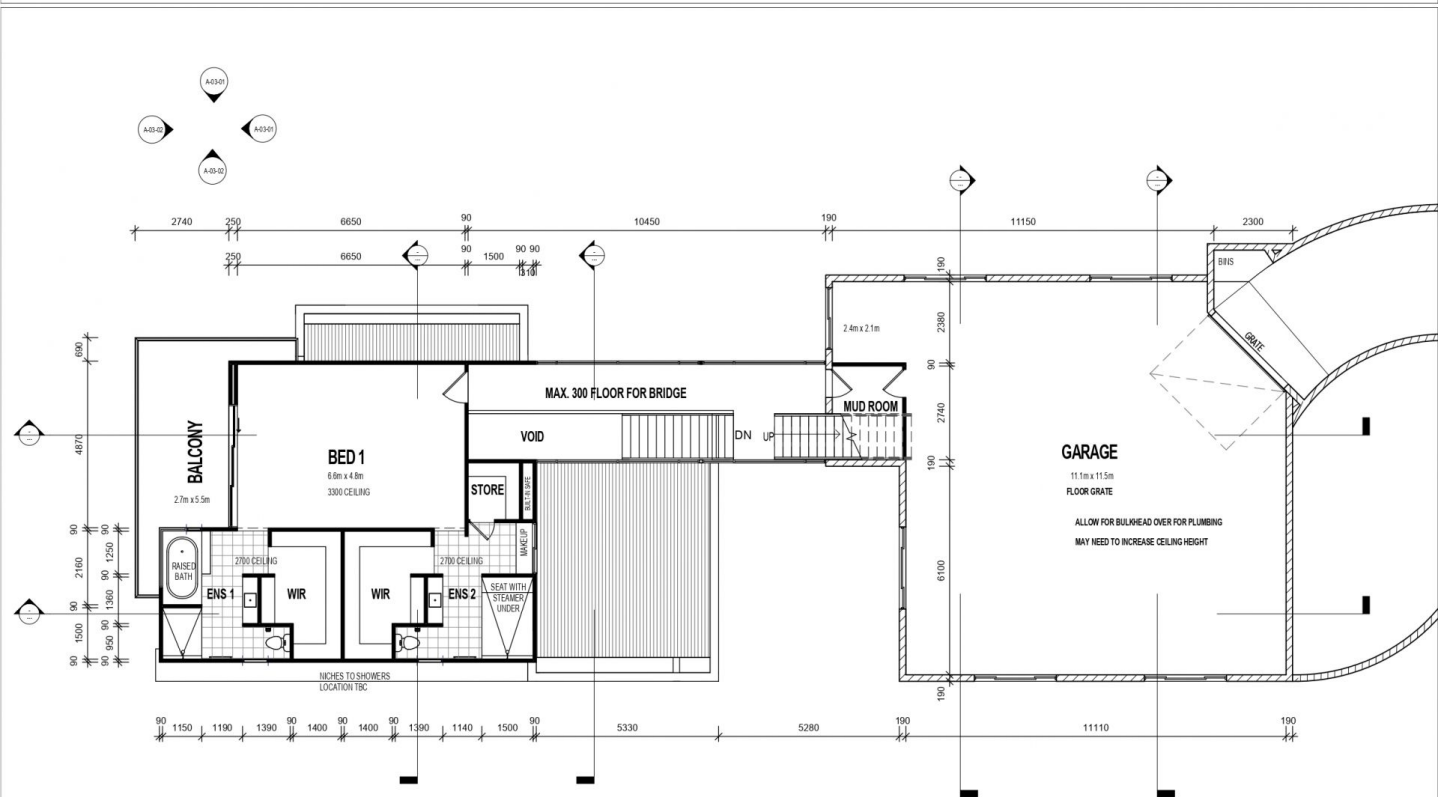 A-03-01
A-03-02
A-03-01
A-03-02
2740
250
6650
90
10450
190
11150
2300
250
6650
90
1500
90
90
310
BINS
GRATE
190
2380
90
2740
190
6100
190
2.4m x 2.1m
MAX. 300 FLOOR FOR BRIDGE
MUD ROOM
VOID
DN
UP
BALCONY
2.7m x 5.5m
BED 1
6.6m x 4.8m
3300 CEILING
GARAGE
11.1m x 11.5m
FLOOR GRATE
ALLOW FOR BULKHEAD OVER FOR PLUMBING
MAY NEED TO INCREASE CEILING HEIGHT
STORE
BUILT-IN SAFE
MAKEUP
690
4870
90
2160
90
1500
90
90
1250
90
1360
90
950
90
2700 CEILING
2700 CEILING
RAISED
BATH
ENS 1
WIR
WIR
ENS 2
SEAT WITH
STEAMER
UNDER
NICHES TO SHOWERS
LOCATION TBC
90
1150
1190
1390
90
1400
90
1400
90
1390
1140
1500
90
5330
5280
190
11110
190